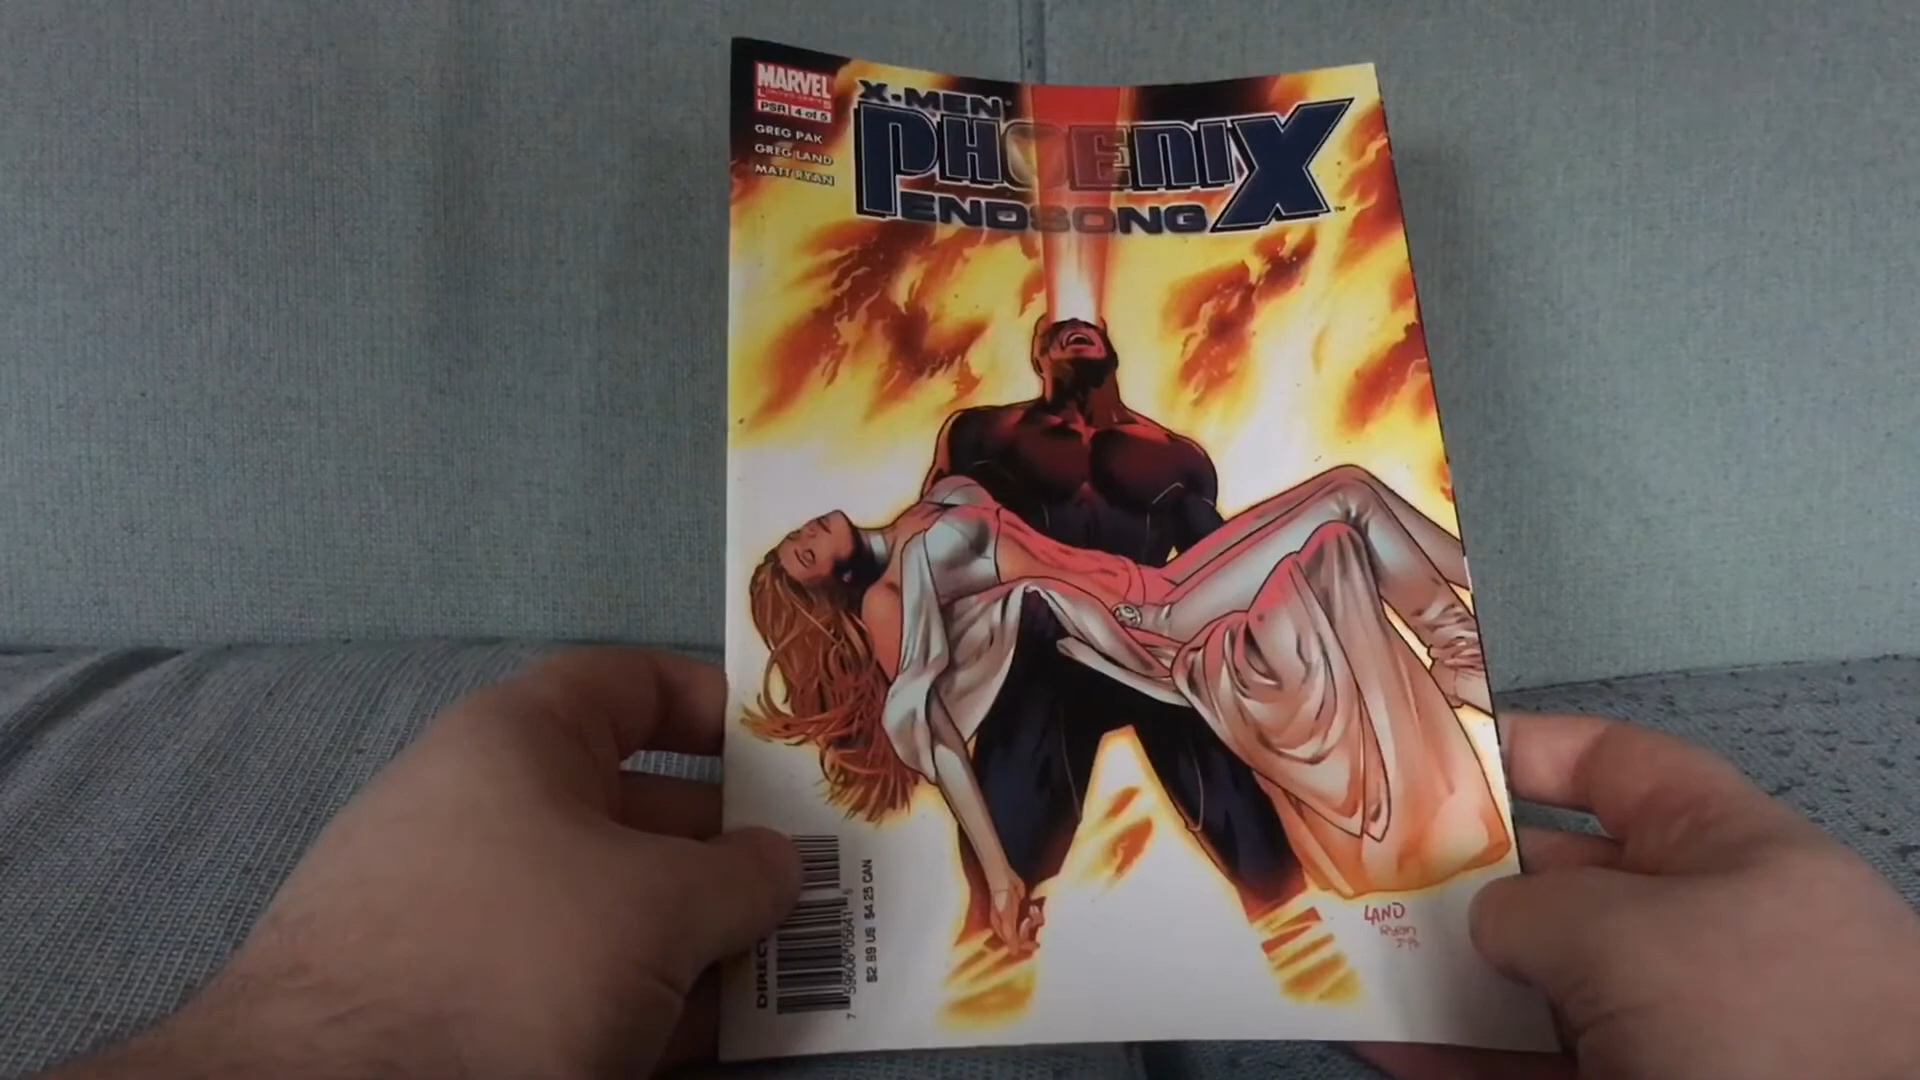 MARVEL
PSR 4 of 5
GREG PAK
GREG LAND
MATT RYAN
X-MEN
PHOENIX
ENDSONG
TM
$2.99 US $4.25 CAN
LAND
Ryan